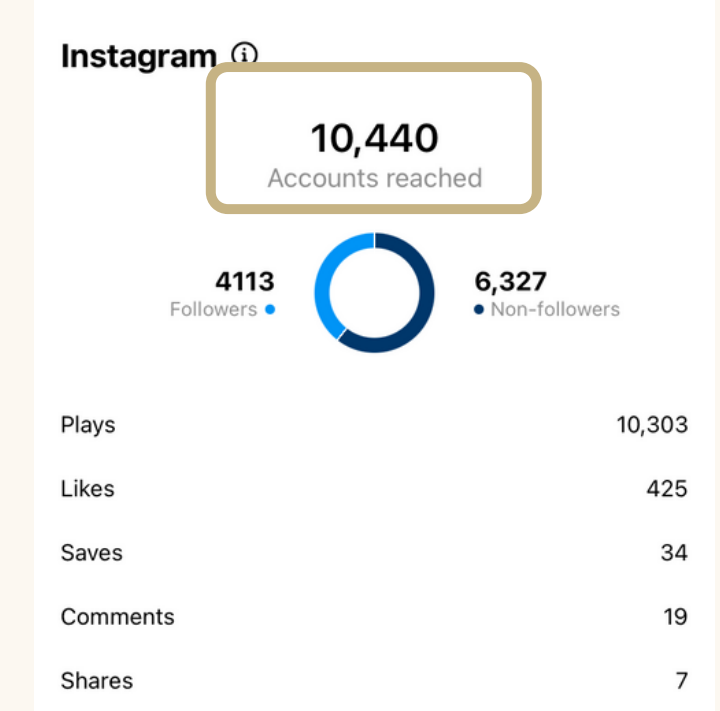 Instagram
10,440
Accounts reached
4113
Followers
6,327
Non-followers
Plays 10,303
Likes 425
Saves 34
Comments 19
Shares 7